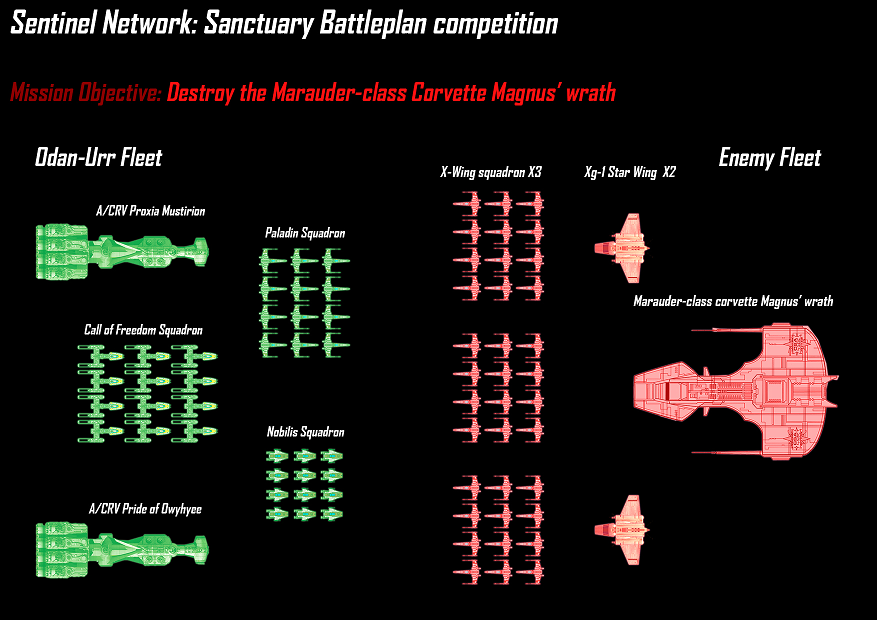 Sentinel Network: Sanctuary Battleplan competition
Mission Objective: Destroy the Marauder-class Corvette Magnus' wrath
Odan-Urr Fleet
X-Wing squadron X3
Xg-1 Star Wing X2
Enemy Fleet
A/CRV Proxia Mustirion
Paladin Squadron
Marauder-class corvette Magnus' wrath
Call of Freedom Squadron
Nobilis Squadron
A/CRV Pride of Owyhyee